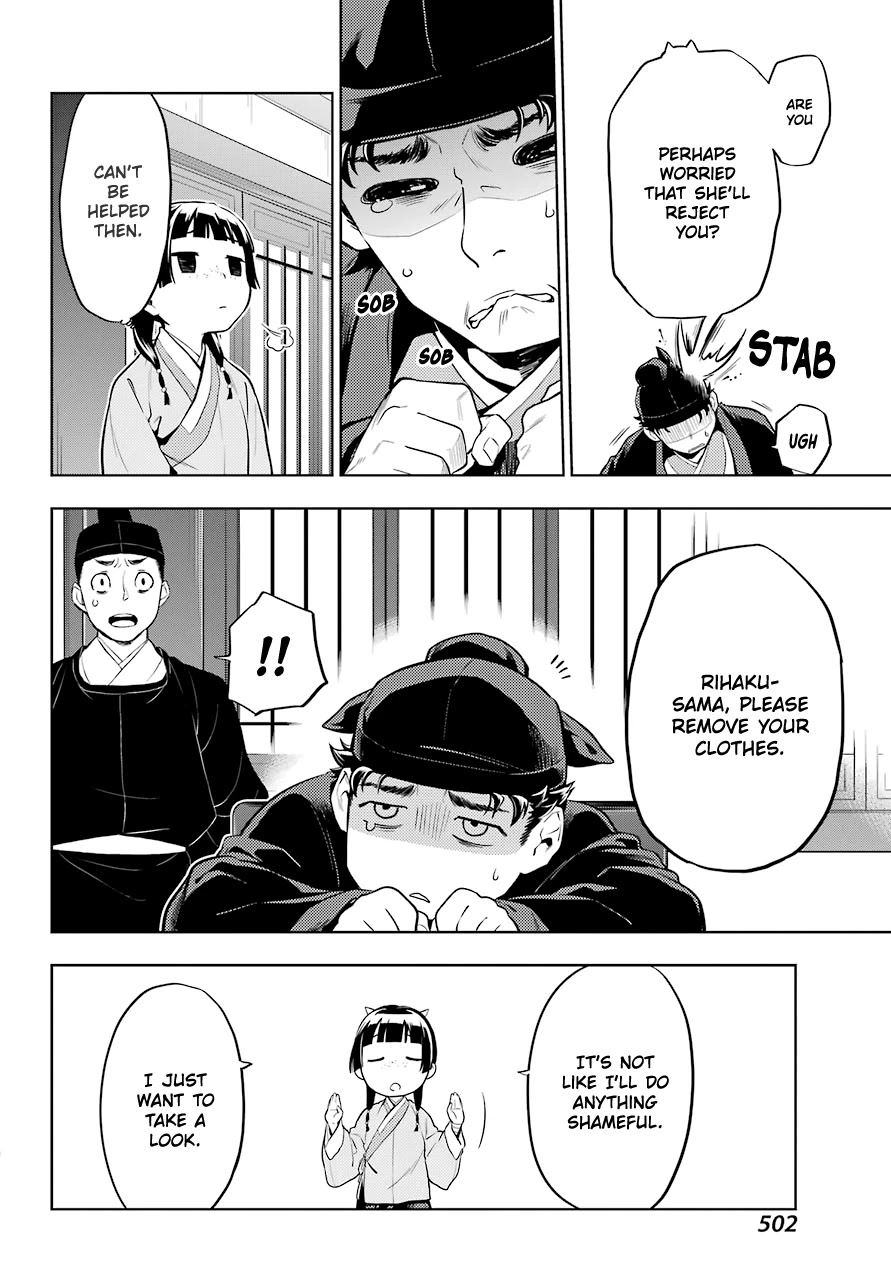 ARE
YOU
PERHAPS
WORRIED
THAT SHE'LL
REJECT
YOU?
STAB
UGH
SOB
SOB
CAN'T
BE
HELPED
THEN.
RIHAKU-
SAMA, PLEASE
REMOVE YOUR
CLOTHES.
!!
IT'S NOT
LIKE I'LL DO
ANYTHING
SHAMEFUL.
I JUST
WANT TO
TAKE A
LOOK.
502